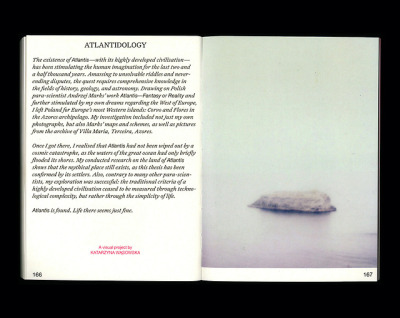 ATLANTIDOLOGY
The existence of Atlantis—with its highly developed civilisation—
has been stimulating the human imagination for the last two and
a half thousand years. Amassing to unsolvable riddles and never-
ending disputes, the quest requires comprehensive knowledge in
the fields of history, geology, and astronomy. Drawing on Polish
para-scientist Andrzej Marks' work Atlantis—Fantasy or Reality and
further stimulated by my own dreams regarding the West of Europe,
I left Poland for Europe's most Western islands: Corvo and Flores in
the Azores archipelago. My investigation included not just my own
photographs, but also Marks' maps and schemes, as well as pictures
from the archive of Villa Maria, Terceira, Azores.
Once I got there, I realised that Atlantis had not been wiped out by a
cosmic catastrophe, as the waters of the great ocean had only briefly
flooded its shores. My conducted research on the land of Atlantis
shows that the mythical place still exists, as this thesis has been
confirmed by its settlers. Also, contrary to many other para-scien-
tists, my exploration was successful: the traditional criteria of a
highly developed civilisation ceased to be measured through techno-
logical complexity, but rather through the simplicity of life.
Atlantis is found. Life there seems just fine.
A visual project by
KATARZYNA WĄSOWSKA
166
167